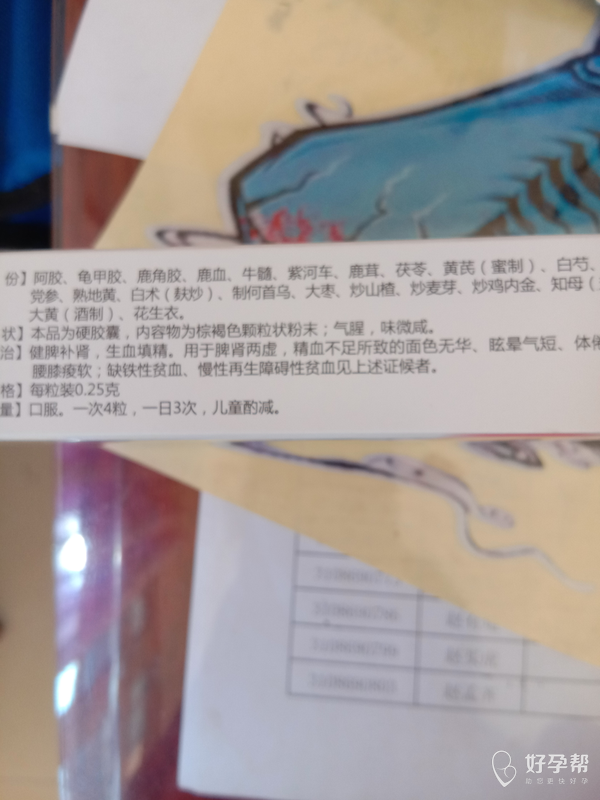 份】阿胶、龟甲胶、鹿角胶、鹿血、牛髓、紫河车、鹿茸、茯苓、黄芪（蜜制）、白芍、
党参、熟地黄、白术（麸炒）、制何首乌、大枣、炒山楂、炒麦芽、炒鸡内金、知母（
大黄（酒制）、花生衣。
状】本品为硬胶囊，内容物为棕褐色颗粒状粉末；气腥，味微咸。
治】健脾补肾，生血填精。用于脾肾两虚，精血不足所致的面色无华、眩晕气短、体倦
腰膝痠软；缺铁性贫血、慢性再生障碍性贫血见上述证候者。
格】每粒装0.25克
量】口服。一次4粒，一日3次，儿童酌减。
好孕帮
助您更快好孕